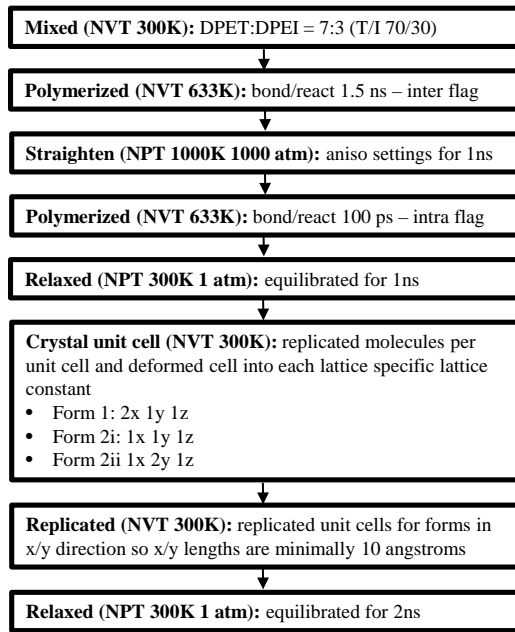 Mixed (NVT 300K): DPET:DPEI = 7:3 (T/I 70/30)
Polymerized (NVT 633K): bond/react 1.5 ns – inter flag
Straighten (NPT 1000K 1000 atm): aniso settings for 1ns
Polymerized (NVT 633K): bond/react 100 ps – intra flag
Relaxed (NPT 300K 1 atm): equilibrated for 1ns
Crystal unit cell (NVT 300K): replicated molecules per
unit cell and deformed cell into each lattice specific lattice
constant
• Form 1: 2x 1y 1z
• Form 2i: 1x 1y 1z
• Form 2ii 1x 2y 1z
Replicated (NVT 300K): replicated unit cells for forms in
x/y direction so x/y lengths are minimally 10 angstroms
Relaxed (NPT 300K 1 atm): equilibrated for 2ns